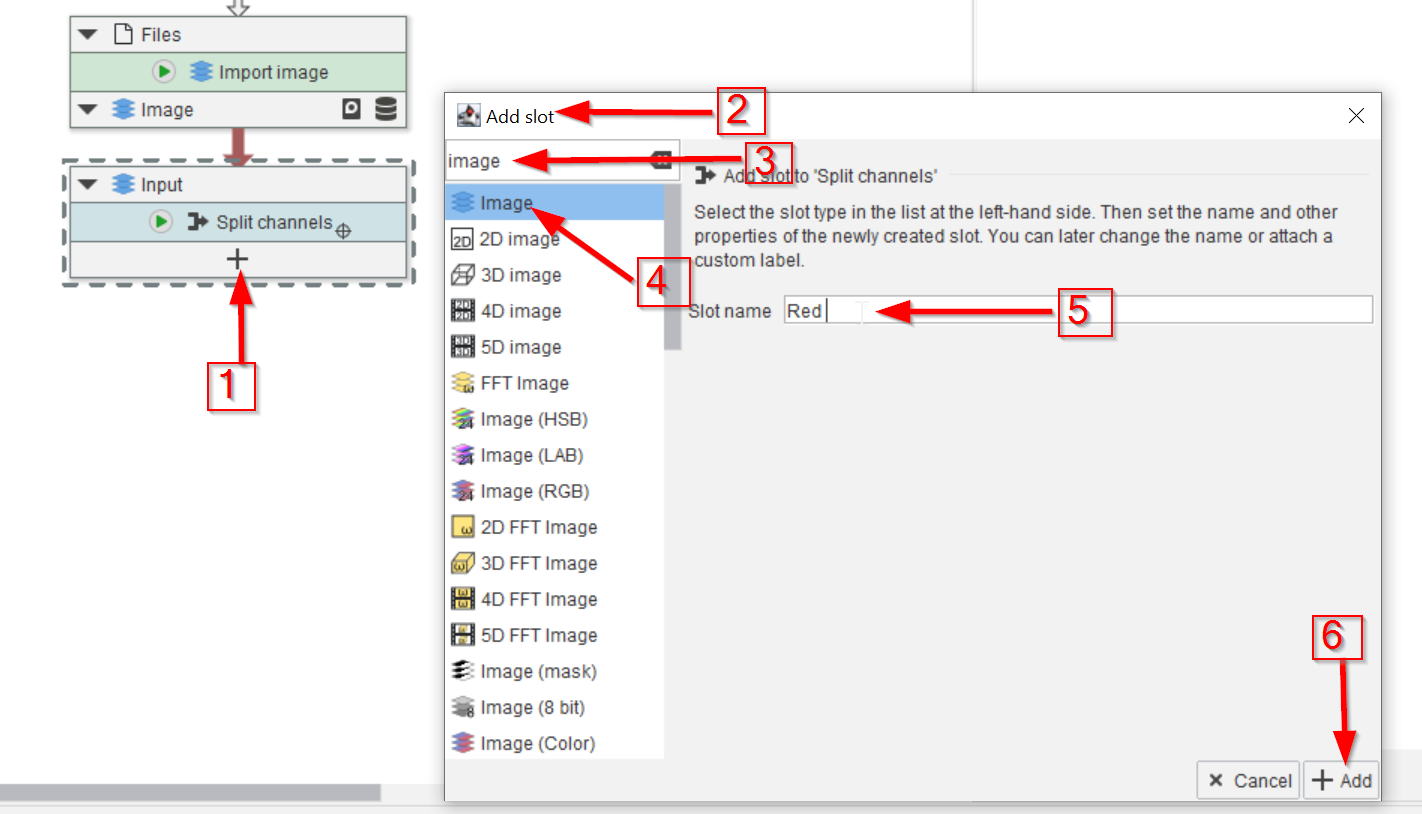 Files
Import image
Image
Input
Split channels
1
Add slot
2
image
3
Image
2D image
3D image
4D image
5D image
FFT Image
Image (HSB)
Image (LAB)
Image (RGB)
2D FFT Image
3D FFT Image
4D FFT Image
5D FFT Image
Image (mask)
Image (8 bit)
Image (Color)
4
Add slot to 'Split channels'
Select the slot type in the list at the left-hand side. Then set the name and other
properties of the newly created slot. You can later change the name or attach a
custom label.
Slot name Red
5
6
Cancel Add